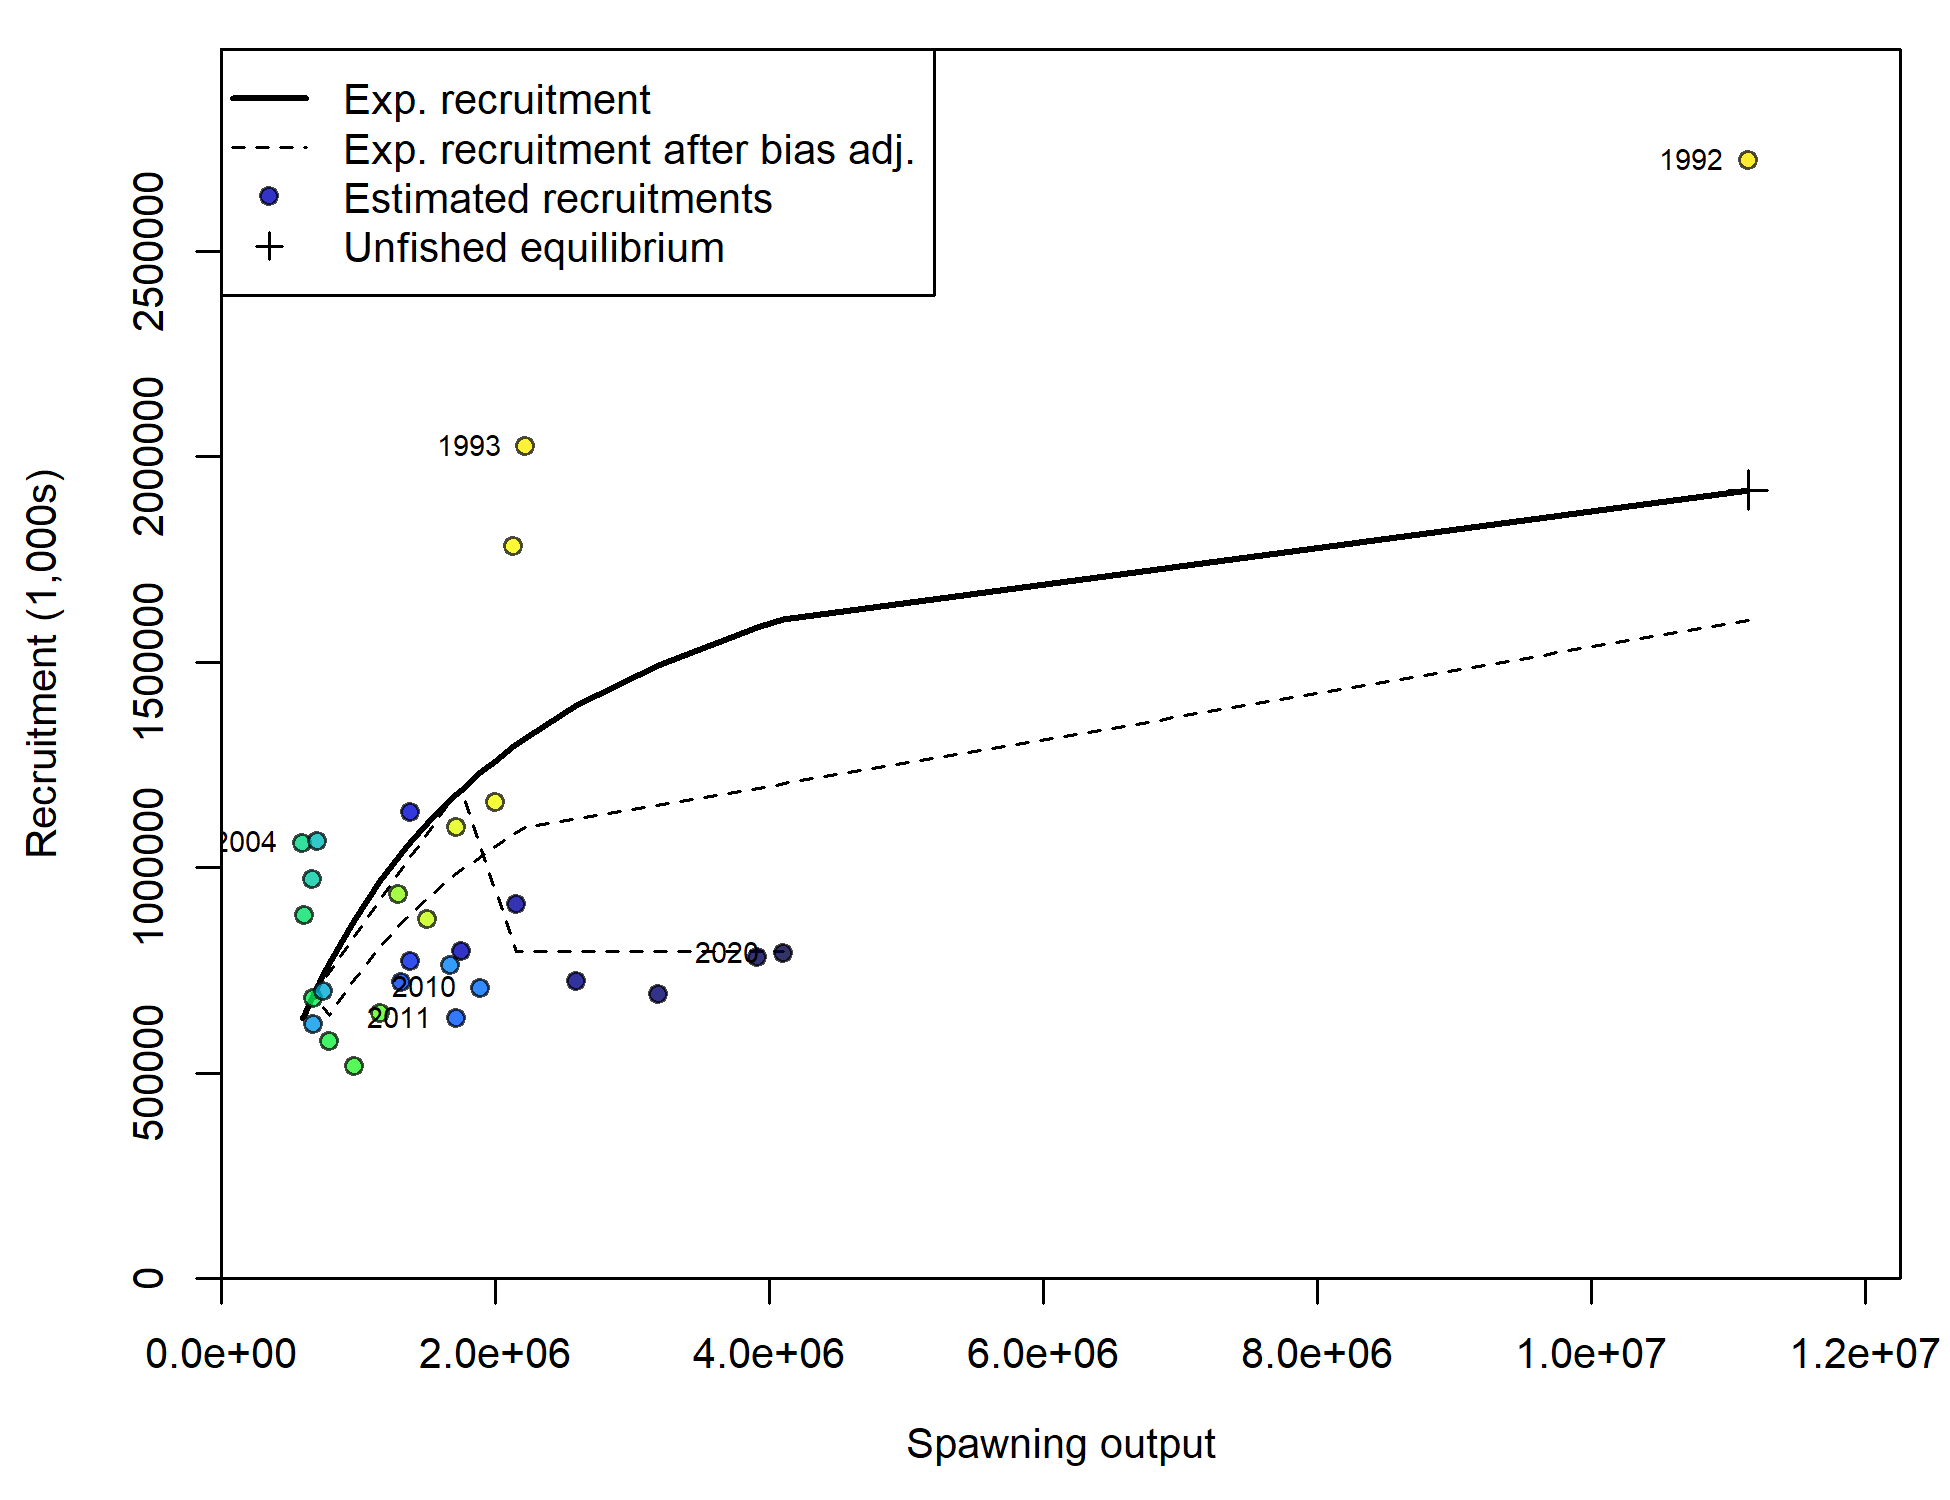 Exp. recruitment
Exp. recruitment after bias adj.
Estimated recruitments
Unfished equilibrium
1992
1993
2004
2020
2010
2011
Recruitment (1,000s)
2500000
2000000
1500000
1000000
500000
0
0.0e+00 2.0e+06 4.0e+06 6.0e+06 8.0e+06 1.0e+07 1.2e+07
Spawning output